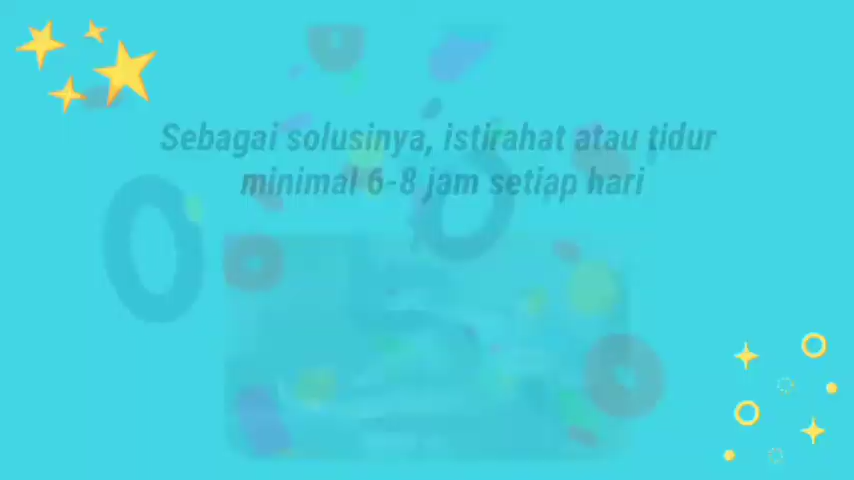 Sebagai solusinya, istirahat atau tidur
minimal 6-8 jam setiap hari